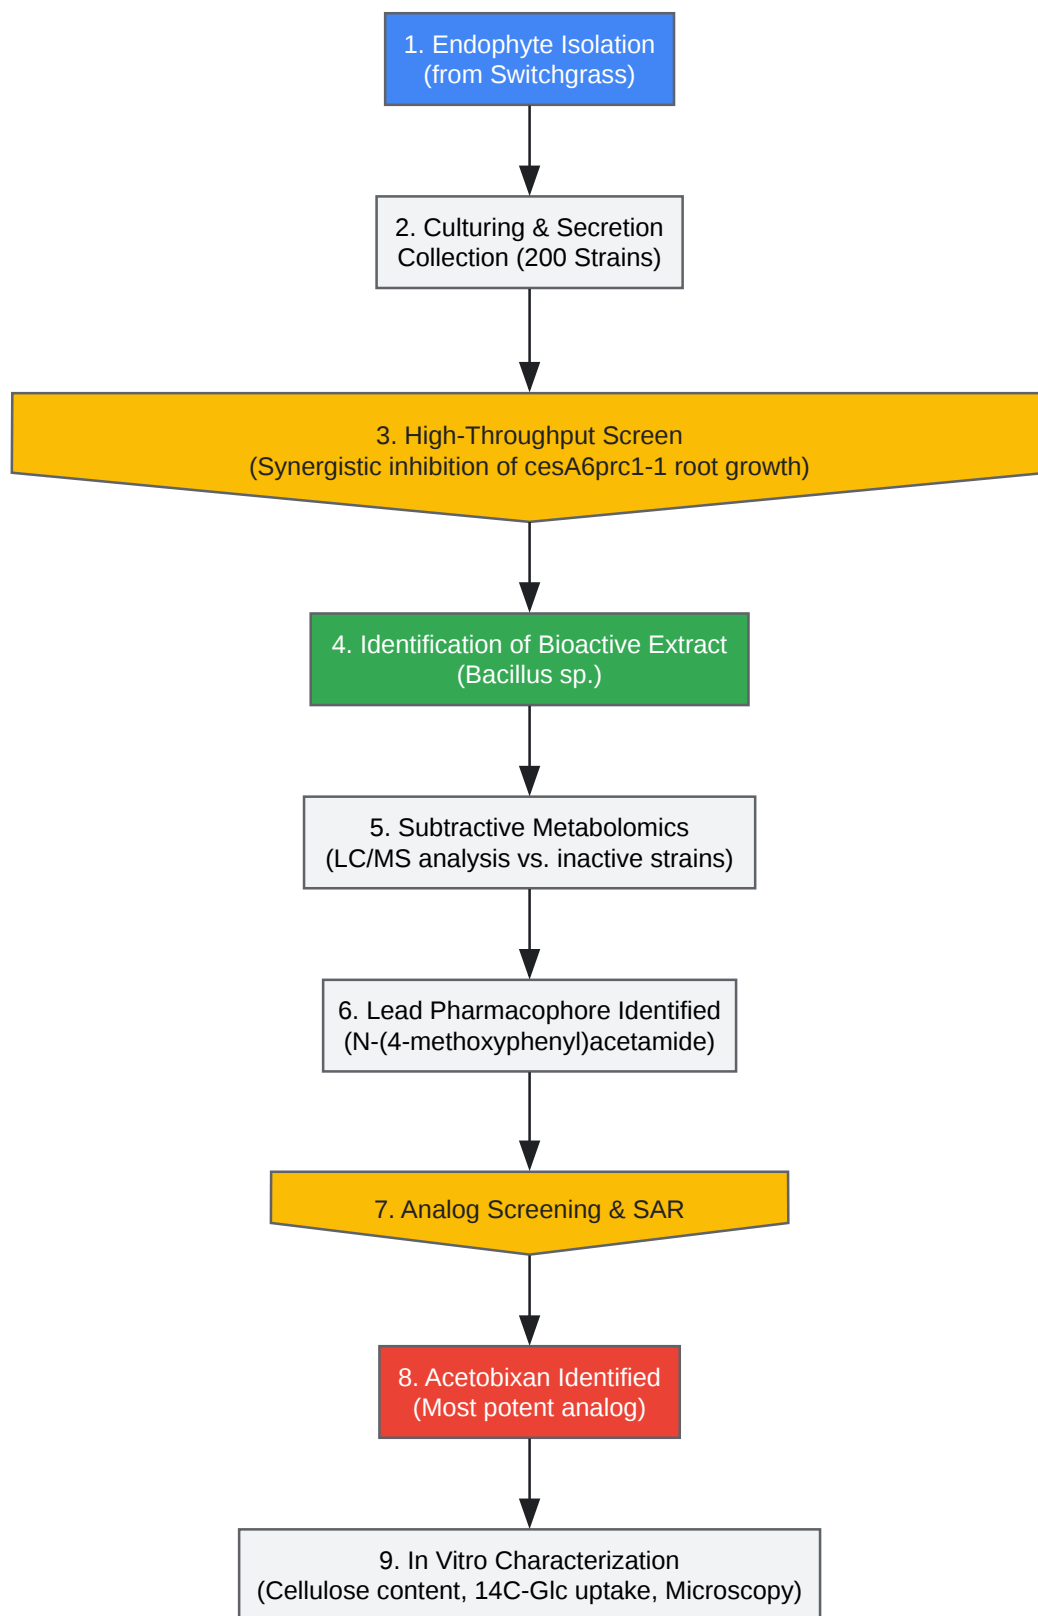 1. Endophyte Isolation
(from Switchgrass)
2. Culturing & Secretion
Collection (200 Strains)
3. High-Throughput Screen
(Synergistic inhibition of cesA6prc1-1 root growth)
4. Identification of Bioactive Extract
(Bacillus sp.)
5. Subtractive Metabolomics
(LC/MS analysis vs. inactive strains)
6. Lead Pharmacophore Identified
(N-(4-methoxyphenyl)acetamide)
7. Analog Screening & SAR
8. Acetobixan Identified
(Most potent analog)
9. In Vitro Characterization
(Cellulose content, 14C-Glc uptake, Microscopy)